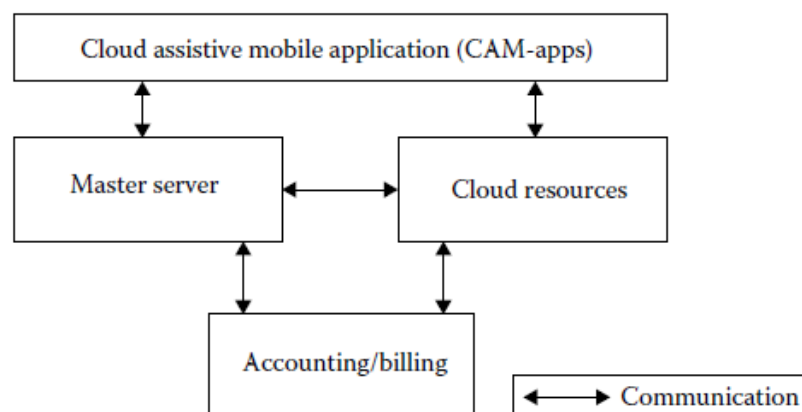 Cloud assistive mobile application (CAM-apps)
Master server
Cloud resources
Accounting/billing
Communication